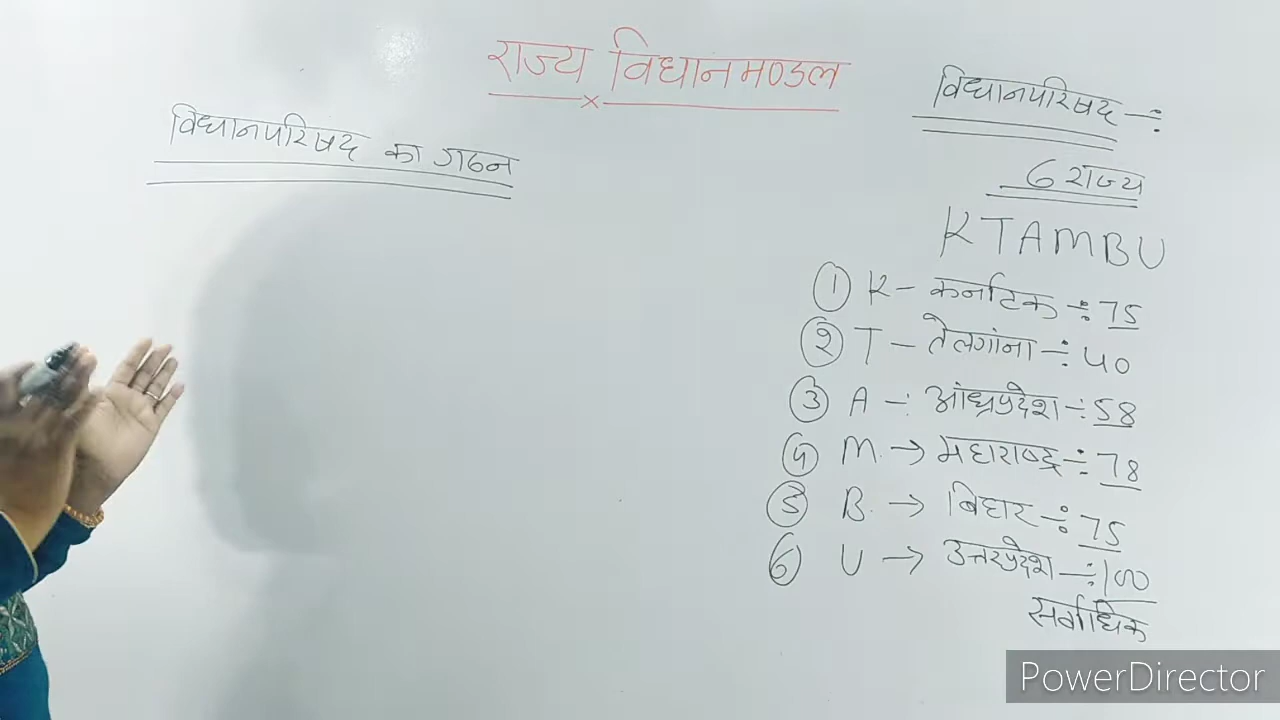 राज्य विधानमण्डल
विधानपरिषद का गठन
विधानपरिषद -:
6 राज्य
KTAMBU
① K - कर्नाटक ÷ 75
② T - तेलगांना -: 40
③ A -: आंध्रप्रदेश -: 58
④ M. → महाराष्ट्र -: 78
⑤ B. → बिहार -: 75
⑥ U → उत्तरप्रदेश -: 100
सर्वाधिक
PowerDirector